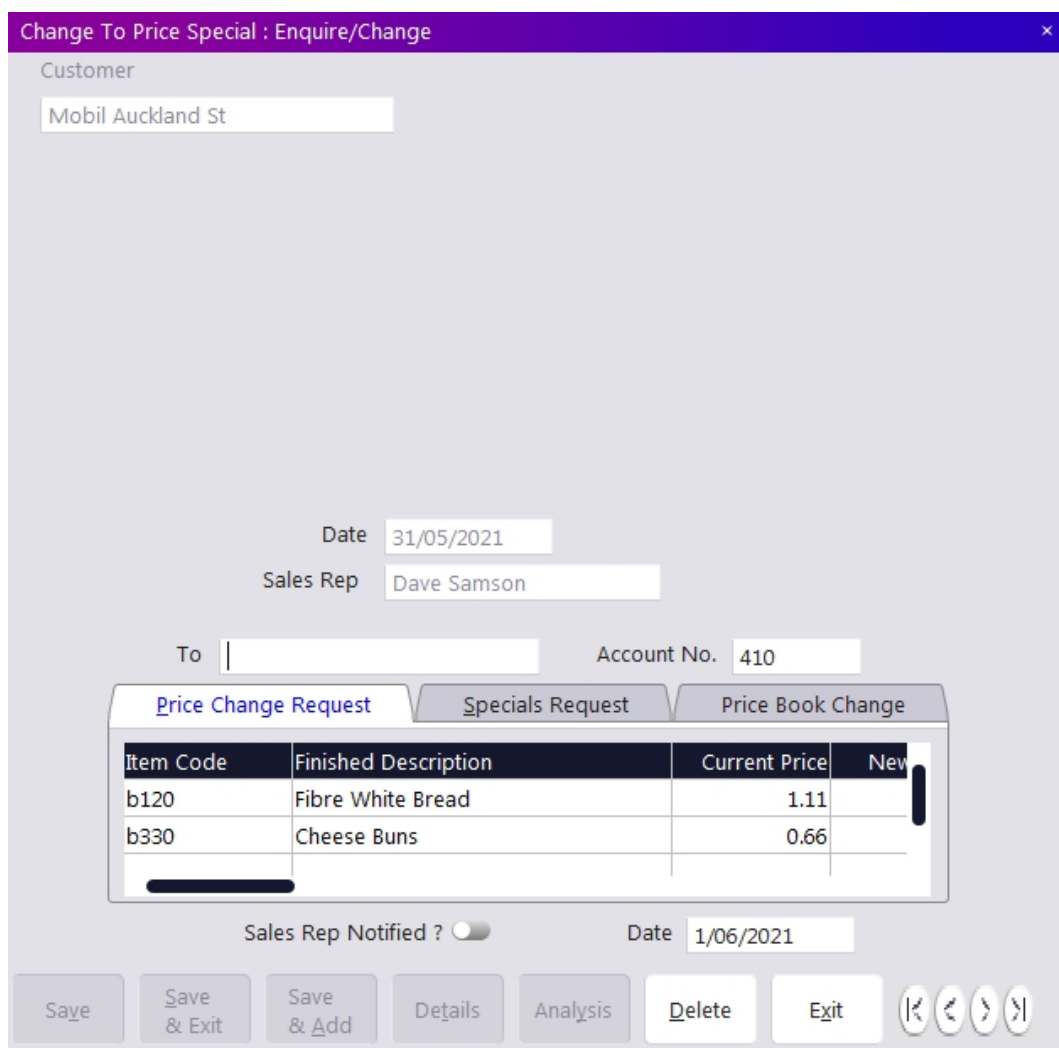 Change To Price Special : Enquire/Change ×
Customer
Mobil Auckland St
Date 31/05/2021
Sales Rep Dave Samson
To Account No. 410
Price Change Request Specials Request Price Book Change
Item Code Finished Description Current Price New
b120 Fibre White Bread 1.11
b330 Cheese Buns 0.66
Sales Rep Notified ? Date 1/06/2021
Save Save & Exit Save & Add Details Analysis Delete Exit